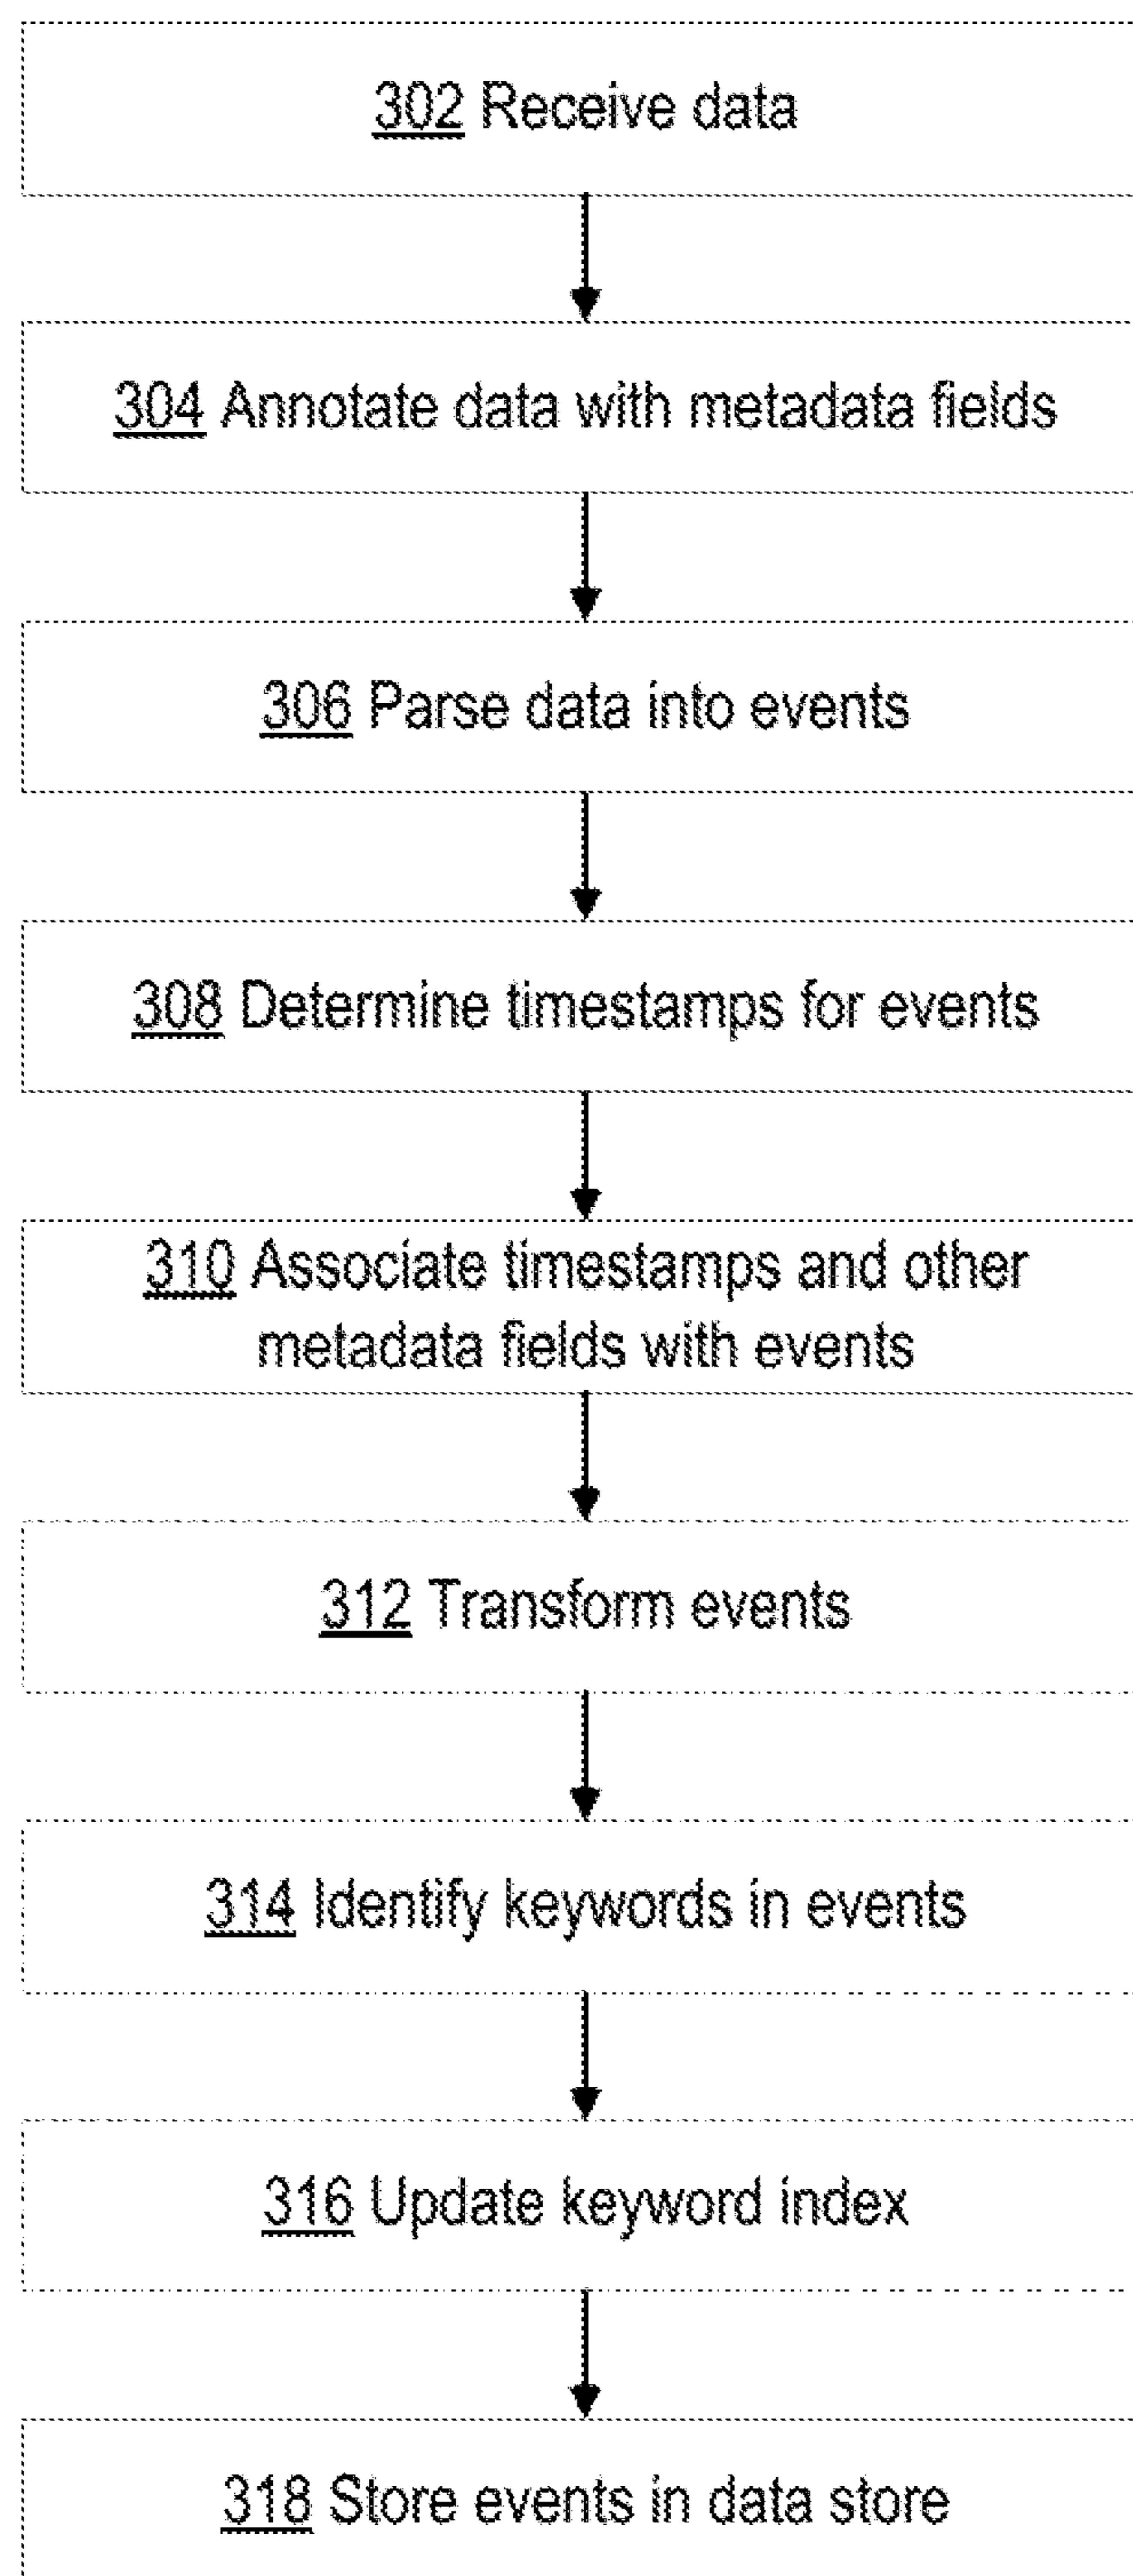 302 Receive data
304 Annotate data with metadata fields
306 Parse data into events
308 Determine timestamps for events
310 Associate timestamps and other
metadata fields with events
312 Transform events
314 Identify keywords in events
316 Update keyword index
318 Store events in data store